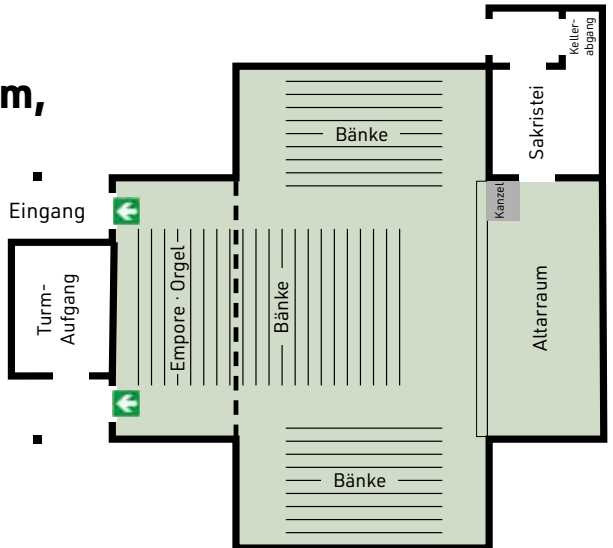 m,
Keller-
abgang
Sakristei
Bänke
Kanzel
Eingang
Turm-
Aufgang
Empore · Orgel
Bänke
Altarraum
Bänke